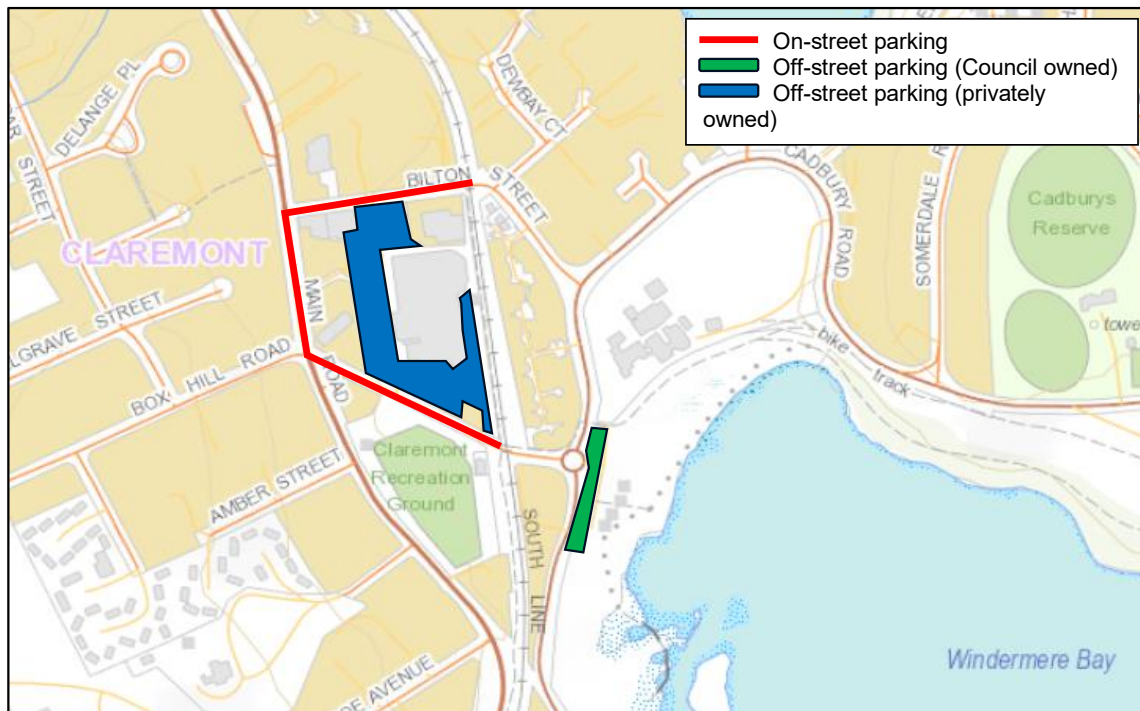 On-street parking
Off-street parking (Council owned)
Off-street parking (privately
owned)
DELANGE PL
STREET
DEWBAY CT
BILTON
STREET
CADBURY
ROAD
SOMERDALE
Cadburys
Reserve
CLAREMONT
STREET
MAIN
ROAD
BOX HILL ROAD
bike
track
Claremont
Recreation
Ground
AMBER STREET
SOUTH
LINE
AVENUE
Windermere Bay